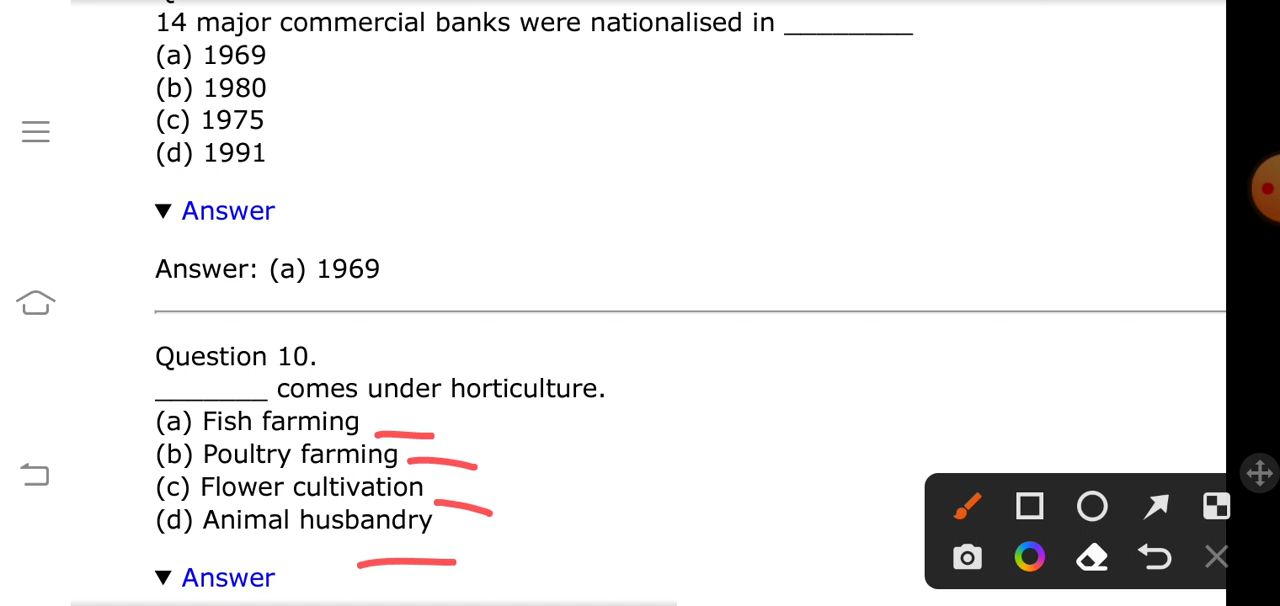 14 major commercial banks were nationalised in ________
(a) 1969
(b) 1980
(c) 1975
(d) 1991
▼ Answer
Answer: (a) 1969
Question 10.
_______ comes under horticulture.
(a) Fish farming
(b) Poultry farming
(c) Flower cultivation
(d) Animal husbandry
▼ Answer